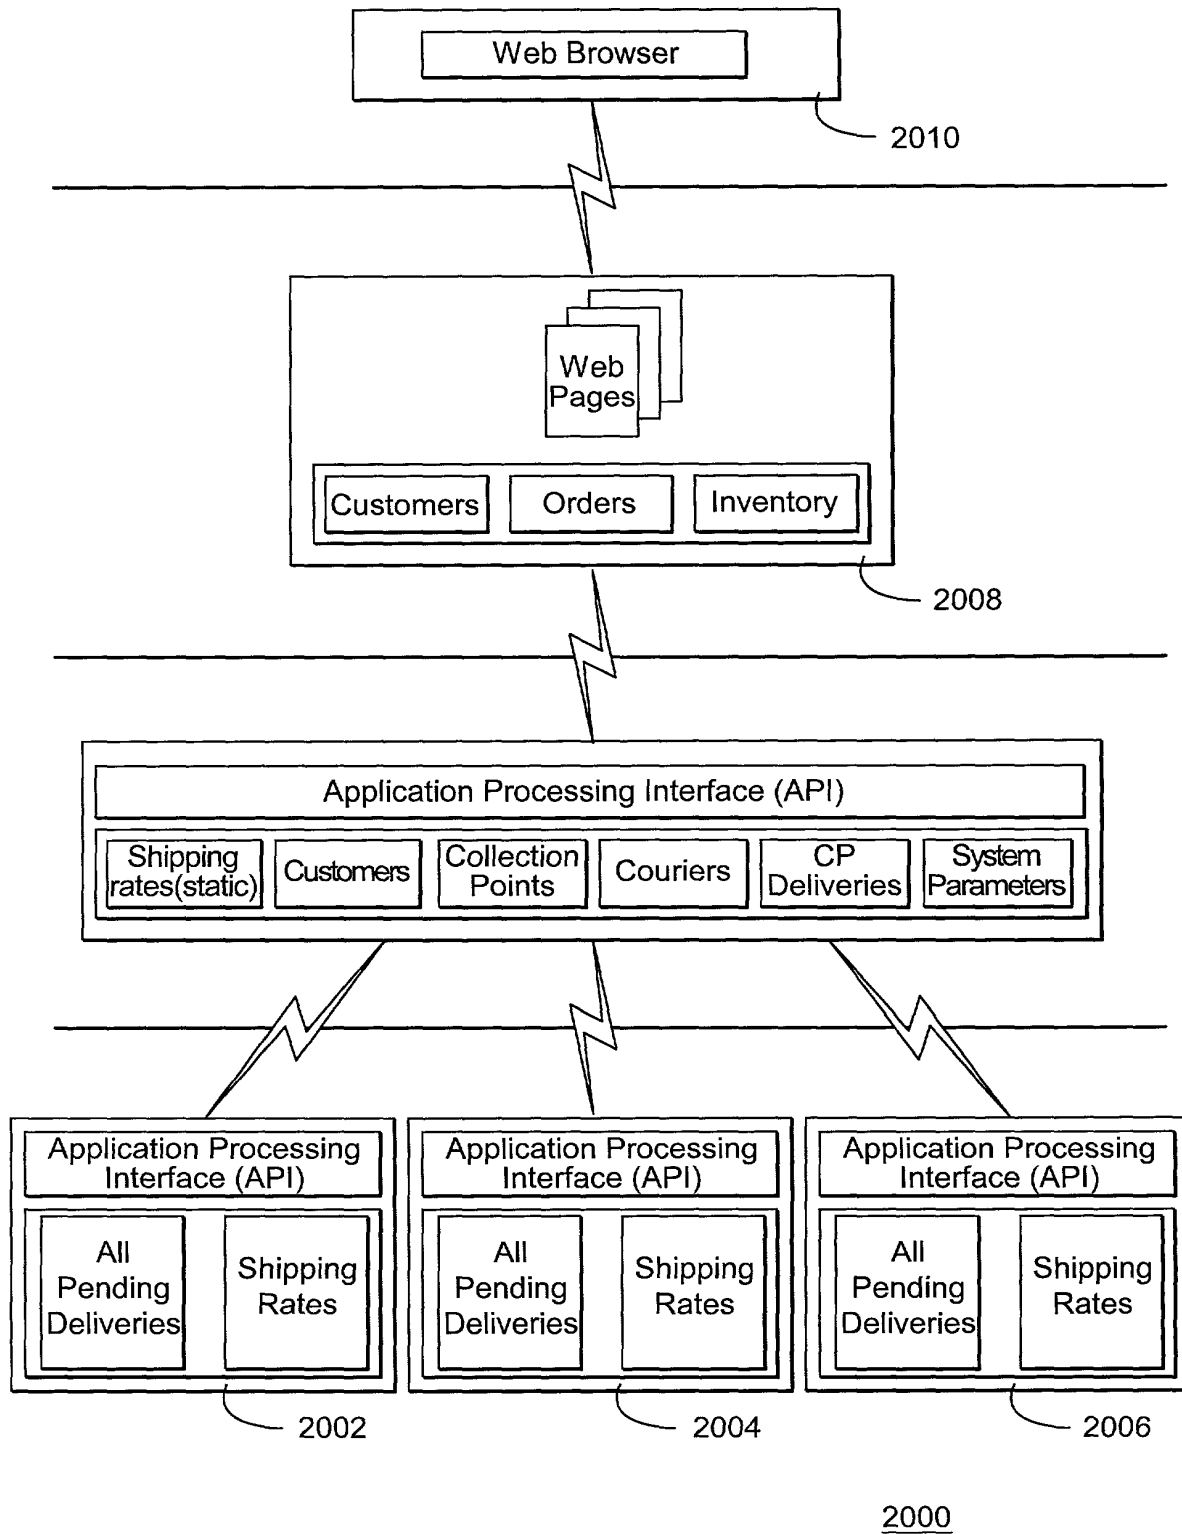 Web Browser
2010
Web
Pages
Customers
Orders
Inventory
2008
Application Processing Interface (API)
Shipping
rates(static)
Customers
Collection
Points
Couriers
CP
Deliveries
System
Parameters
Application Processing
Interface (API)
All
Pending
Deliveries
Shipping
Rates
2002
Application Processing
Interface (API)
All
Pending
Deliveries
Shipping
Rates
2004
Application Processing
Interface (API)
All
Pending
Deliveries
Shipping
Rates
2006
2000